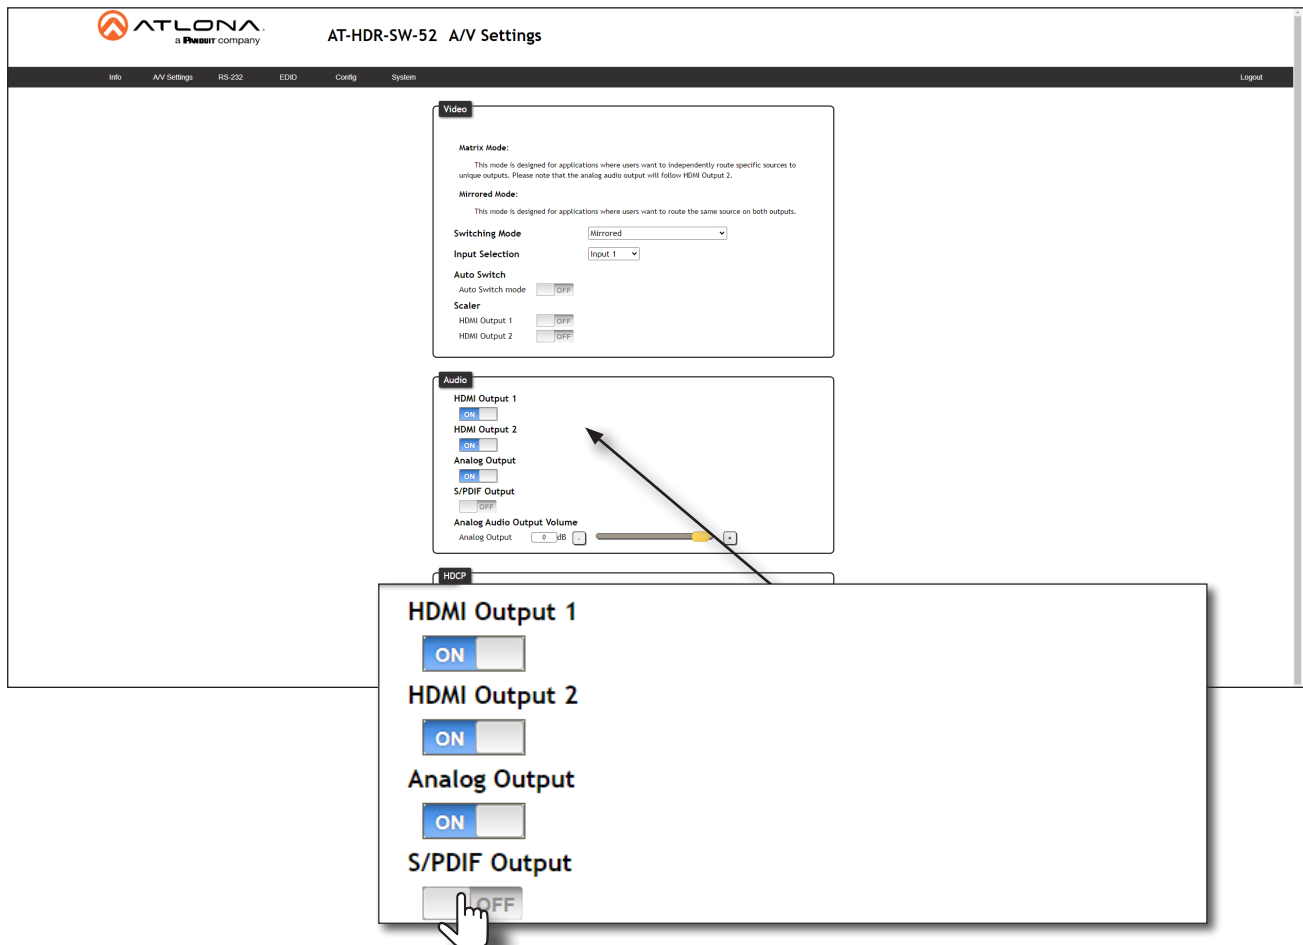 ATLONA.
a PANDUIT company
AT-HDR-SW-52 A/V Settings
Info A/V Settings RS-232 EDID Config System Logout
Video
Matrix Mode:
This mode is designed for applications where users want to independently route specific sources to
unique outputs. Please note that the analog audio output will follow HDMI Output 2.
Mirrored Mode:
This mode is designed for applications where users want to route the same source on both outputs.
Switching Mode Mirrored
Input Selection Input 1
Auto Switch
Auto Switch mode OFF
Scaler
HDMI Output 1 OFF
HDMI Output 2 OFF
Audio
HDMI Output 1
ON
HDMI Output 2
ON
Analog Output
ON
S/PDIF Output
OFF
Analog Audio Output Volume
Analog Output 0 dB - +
HDCP
HDMI Output 1
ON
HDMI Output 2
ON
Analog Output
ON
S/PDIF Output
OFF